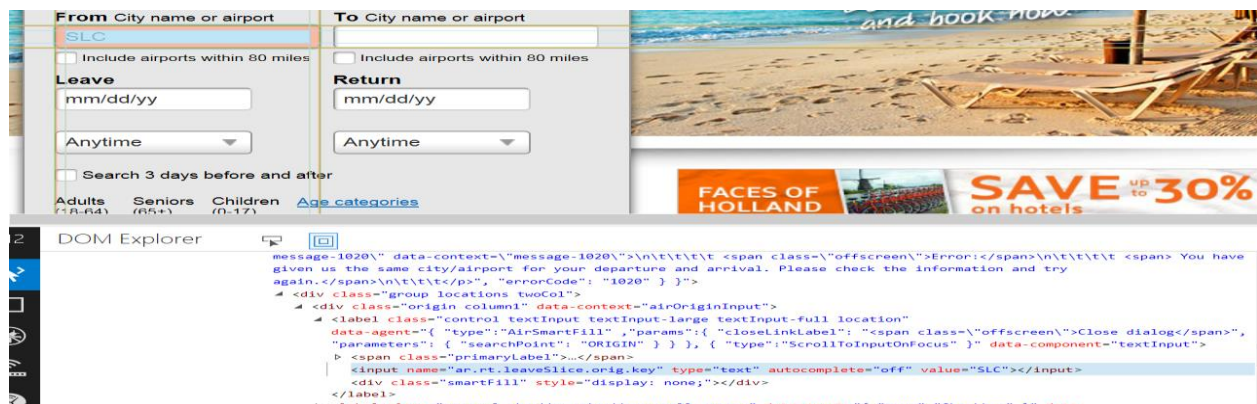 From City name or airport
To City name or airport
and book now
SLC
Include airports within 80 miles
Include airports within 80 miles
Leave
Return
mm/dd/yy
mm/dd/yy
Anytime
Anytime
Search 3 days before and after
Adults Seniors Children Age categories
(18-64) (65+) (0-17)
FACES OF
HOLLAND
SAVE up to 30%
on hotels
12
DOM Explorer
message-1020\" data-context=\"message-1020\">\n\t\t\t\t <span class=\"offscreen\">Error:</span>\n\t\t\t\t <span> You have
given us the same city/airport for your departure and arrival. Please check the information and try
again.</span>\n\t\t\t</p>", "errorCode": "1020" } }">
<div class="group locations twoCol">
<div class="origin column1" data-context="airOriginInput">
<label class="control textInput textInput-large textInput-full location"
data-agent="{ "type":"AirSmartFill" ,"params":{ "closeLinkLabel": "<span class=\"offscreen\">Close dialog</span>",
"parameters": { "searchPoint": "ORIGIN" } } }, { "type":"ScrollToInputOnFocus" }" data-component="textInput">
<span class="primaryLabel">…</span>
<input name="ar.rt.leaveSlice.orig.key" type="text" autocomplete="off" value="SLC"></input>
<div class="smartFill" style="display: none;"></div>
</label>